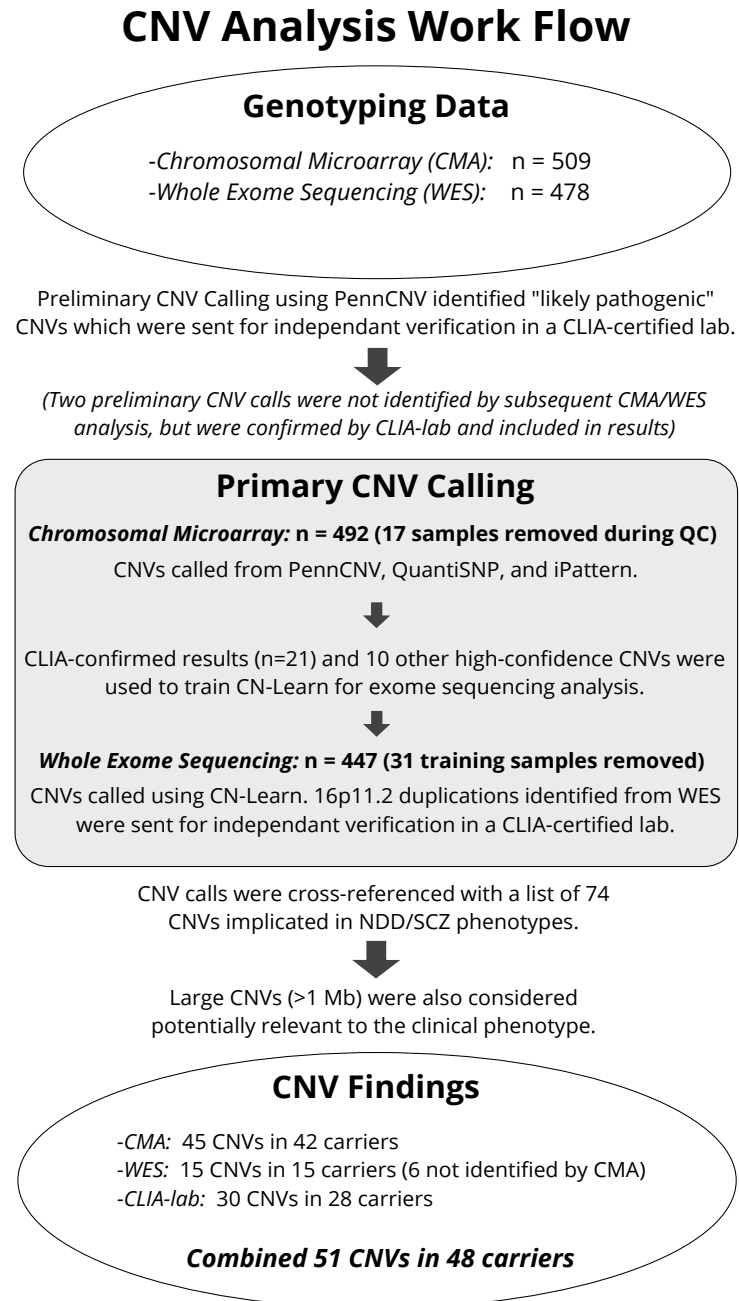 CNV Analysis Work Flow
Genotyping Data
-Chromosomal Microarray (CMA): n = 509
-Whole Exome Sequencing (WES): n = 478
Preliminary CNV Calling using PennCNV identified "likely pathogenic"
CNVs which were sent for independant verification in a CLIA-certified lab.
(Two preliminary CNV calls were not identified by subsequent CMA/WES
analysis, but were confirmed by CLIA-lab and included in results)
Primary CNV Calling
Chromosomal Microarray: n = 492 (17 samples removed during QC)
CNVs called from PennCNV, QuantiSNP, and iPattern.
CLIA-confirmed results (n=21) and 10 other high-confidence CNVs were
used to train CN-Learn for exome sequencing analysis.
Whole Exome Sequencing: n = 447 (31 training samples removed)
CNVs called using CN-Learn. 16p11.2 duplications identified from WES
were sent for independant verification in a CLIA-certified lab.
CNV calls were cross-referenced with a list of 74
CNVs implicated in NDD/SCZ phenotypes.
Large CNVs (>1 Mb) were also considered
potentially relevant to the clinical phenotype.
CNV Findings
-CMA: 45 CNVs in 42 carriers
-WES: 15 CNVs in 15 carriers (6 not identified by CMA)
-CLIA-lab: 30 CNVs in 28 carriers
Combined 51 CNVs in 48 carriers